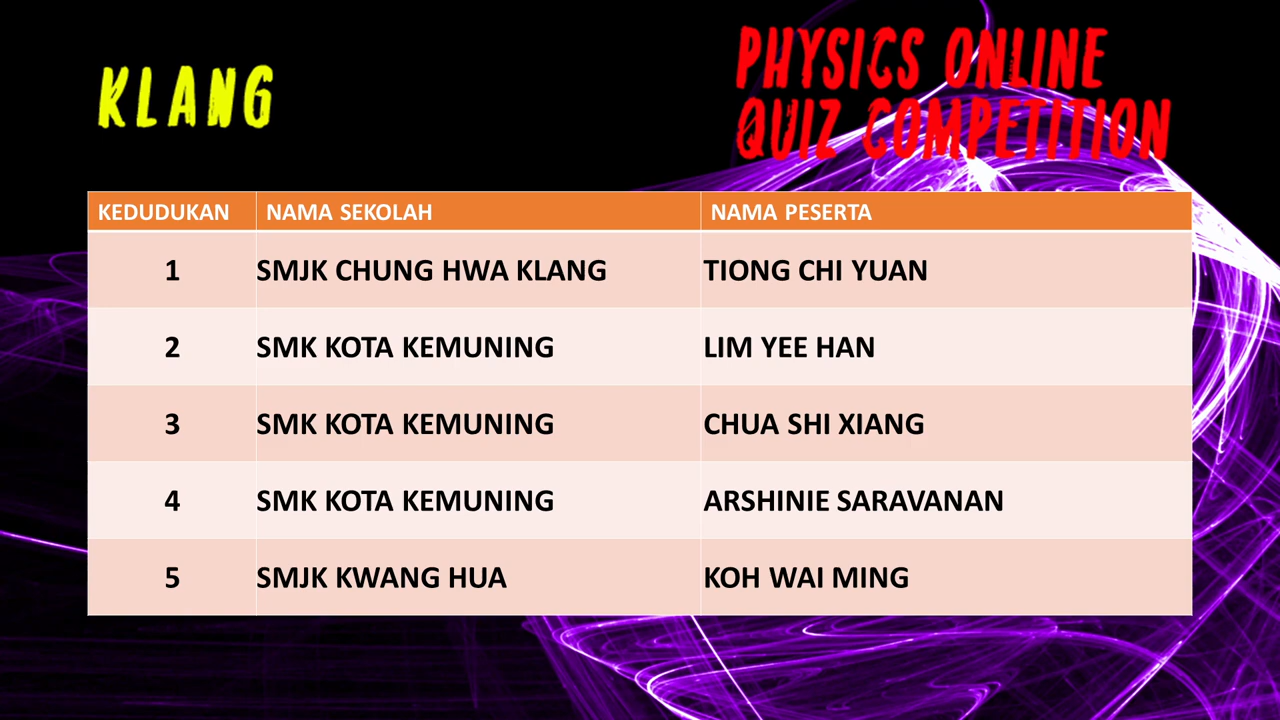 KLANG
PHYSICS ONLINE
QUIZ COMPETITION
KEDUDUKAN NAMA SEKOLAH NAMA PESERTA
1 SMJK CHUNG HWA KLANG TIONG CHI YUAN
2 SMK KOTA KEMUNING LIM YEE HAN
3 SMK KOTA KEMUNING CHUA SHI XIANG
4 SMK KOTA KEMUNING ARSHINIE SARAVANAN
5 SMJK KWANG HUA KOH WAI MING